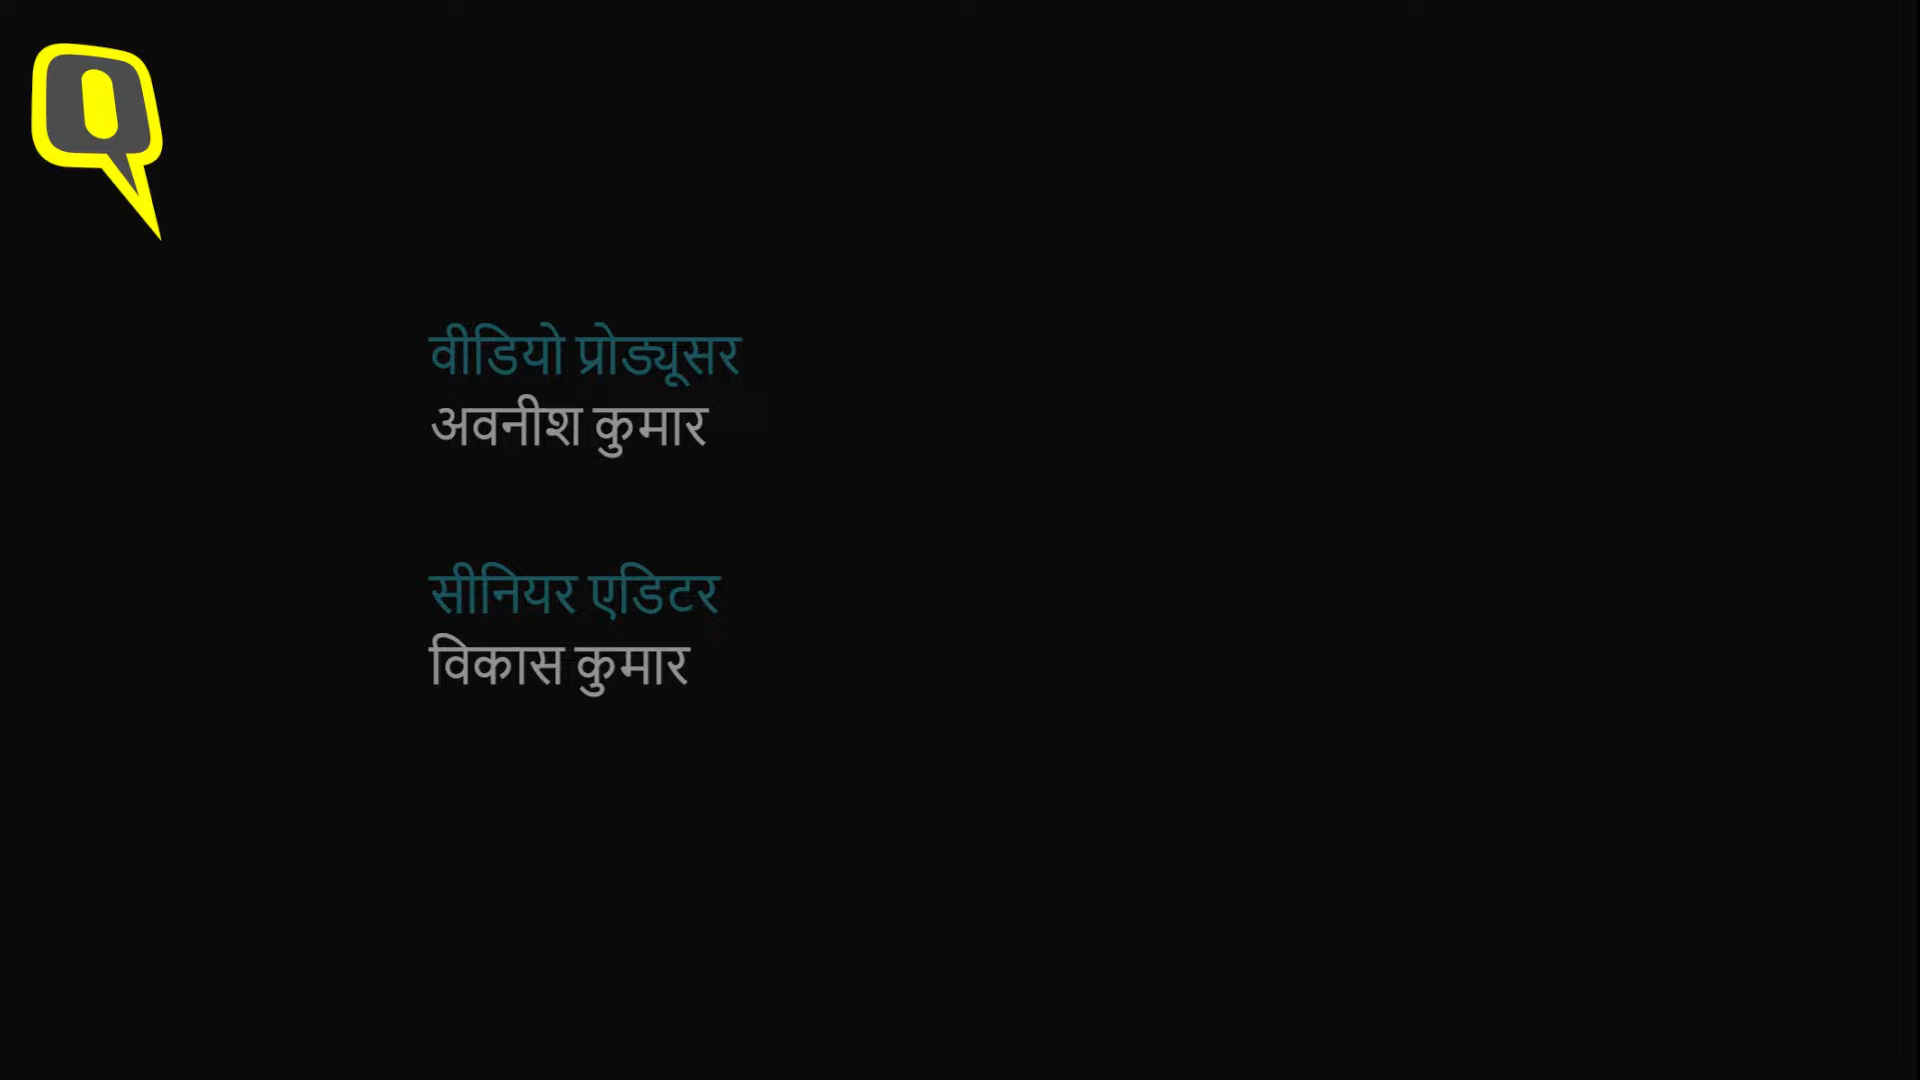 वीडियो प्रोड्यूसर
अवनीश कुमार
सीनियर एडिटर
विकास कुमार